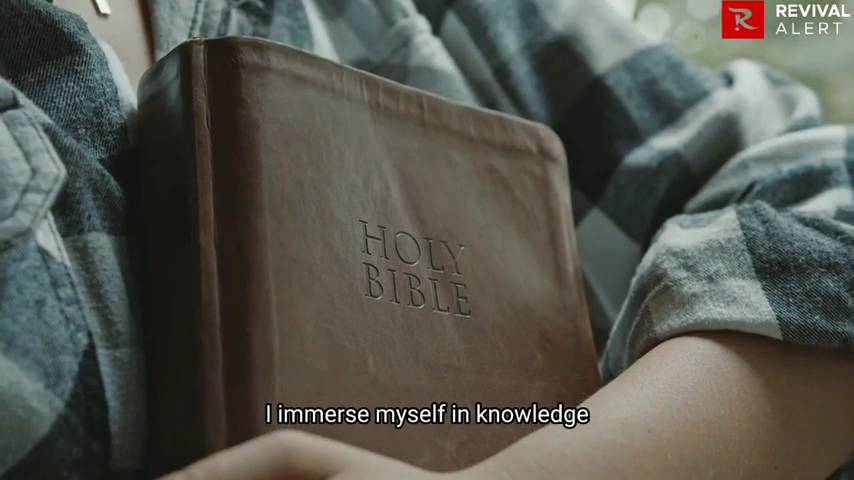 REVIVAL
ALERT
HOLY
BIBLE
I immerse myself in knowledge